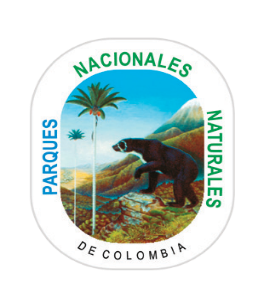 PARQUES
NACIONALES
NATURALES
DE COLOMBIA